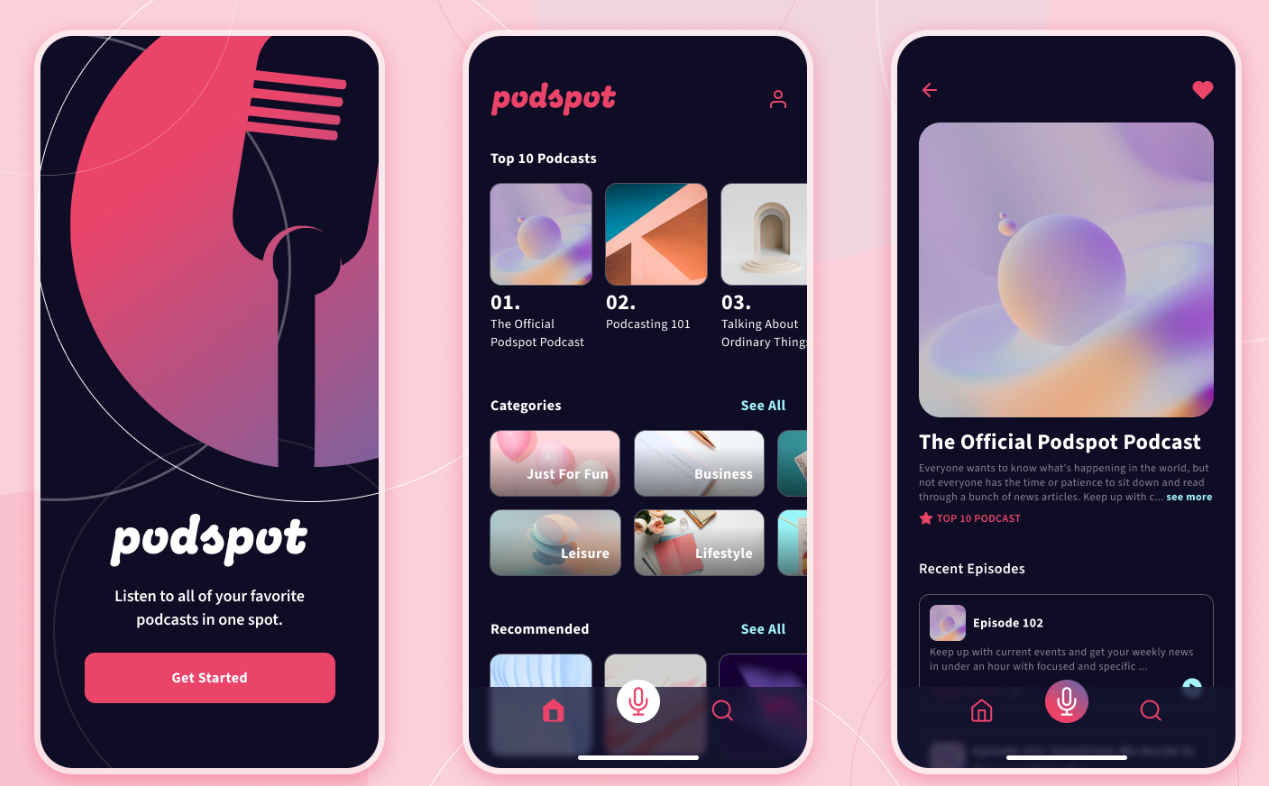 podspot
Listen to all of your favorite
podcasts in one spot.
Get Started
podspot
Top 10 Podcasts
01.
The Official
Podspot Podcast
02.
Podcasting 101
03.
Talking About
Ordinary Things
Categories
See All
Just For Fun
Business
Leisure
Lifestyle
Recommended
See All
The Official Podspot Podcast
Everyone wants to know what's happening in the world, but
not everyone has the time or patience to sit down and read
through a bunch of news articles. Keep up with c... see more
TOP 10 PODCAST
Recent Episodes
Episode 102
Keep up with current events and get your weekly news
in under an hour with focused and specific ...